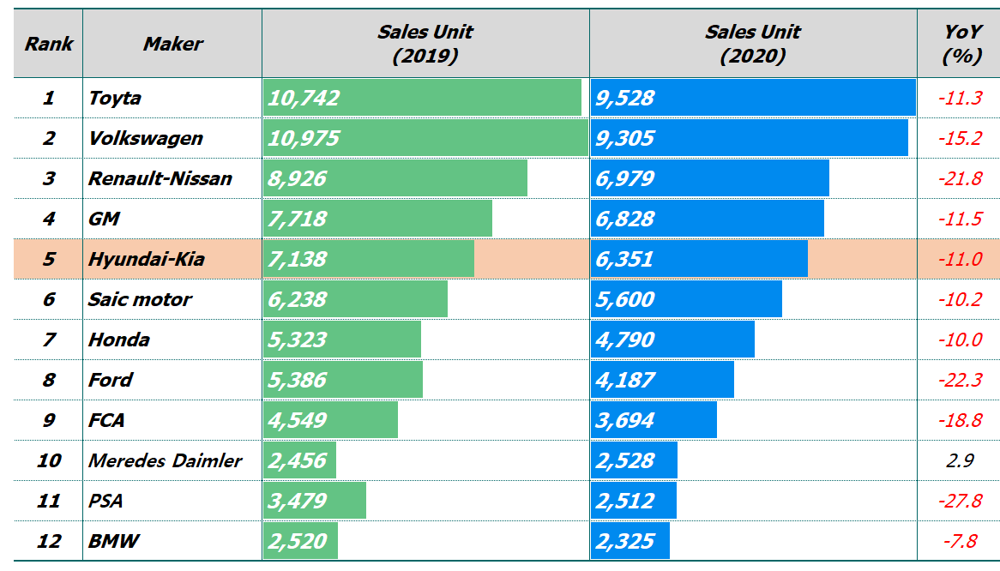 Rank Maker Sales Unit (2019) Sales Unit (2020) YoY (%)
1 Toyta 10,742 9,528 -11.3
2 Volkswagen 10,975 9,305 -15.2
3 Renault-Nissan 8,926 6,979 -21.8
4 GM 7,718 6,828 -11.5
5 Hyundai-Kia 7,138 6,351 -11.0
6 Saic motor 6,238 5,600 -10.2
7 Honda 5,323 4,790 -10.0
8 Ford 5,386 4,187 -22.3
9 FCA 4,549 3,694 -18.8
10 Meredes Daimler 2,456 2,528 2.9
11 PSA 3,479 2,512 -27.8
12 BMW 2,520 2,325 -7.8